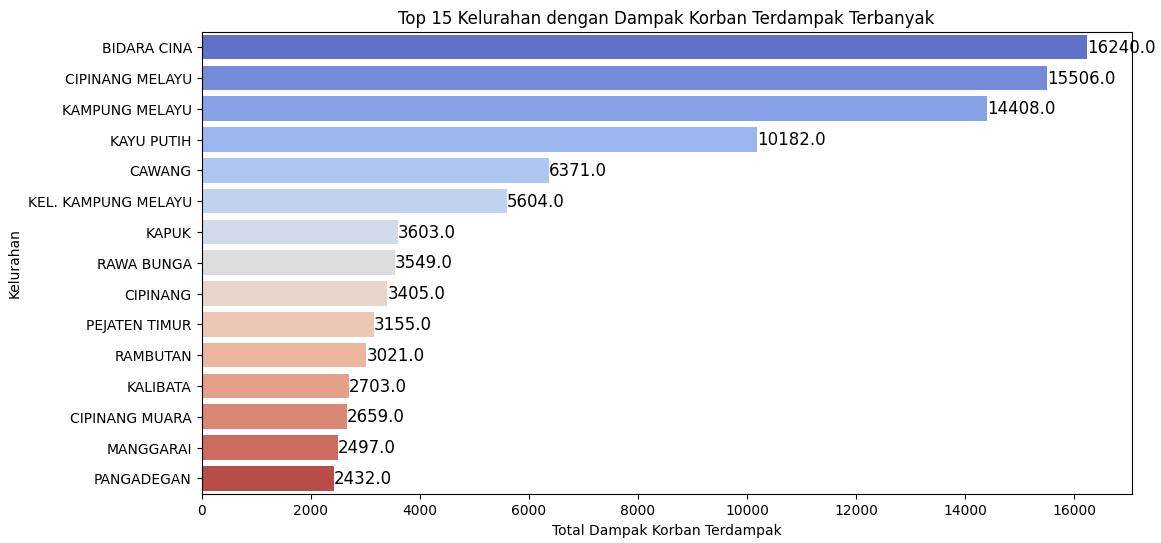 Top 15 Kelurahan dengan Dampak Korban Terdampak Terbanyak
Kelurahan
BIDARA CINA 16240.0
CIPINANG MELAYU 15506.0
KAMPUNG MELAYU 14408.0
KAYU PUTIH 10182.0
CAWANG 6371.0
KEL. KAMPUNG MELAYU 5604.0
KAPUK 3603.0
RAWA BUNGA 3549.0
CIPINANG 3405.0
PEJATEN TIMUR 3155.0
RAMBUTAN 3021.0
KALIBATA 2703.0
CIPINANG MUARA 2659.0
MANGGARAI 2497.0
PANGADEGAN 2432.0
0 2000 4000 6000 8000 10000 12000 14000 16000
Total Dampak Korban Terdampak